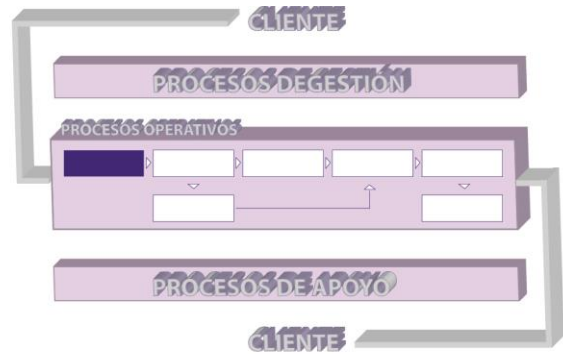 CLIENTE
PROCESOS DEGESTIÓN
PROCESOS OPERATIVOS
PROCESOS DE APOYO
CLIENTE